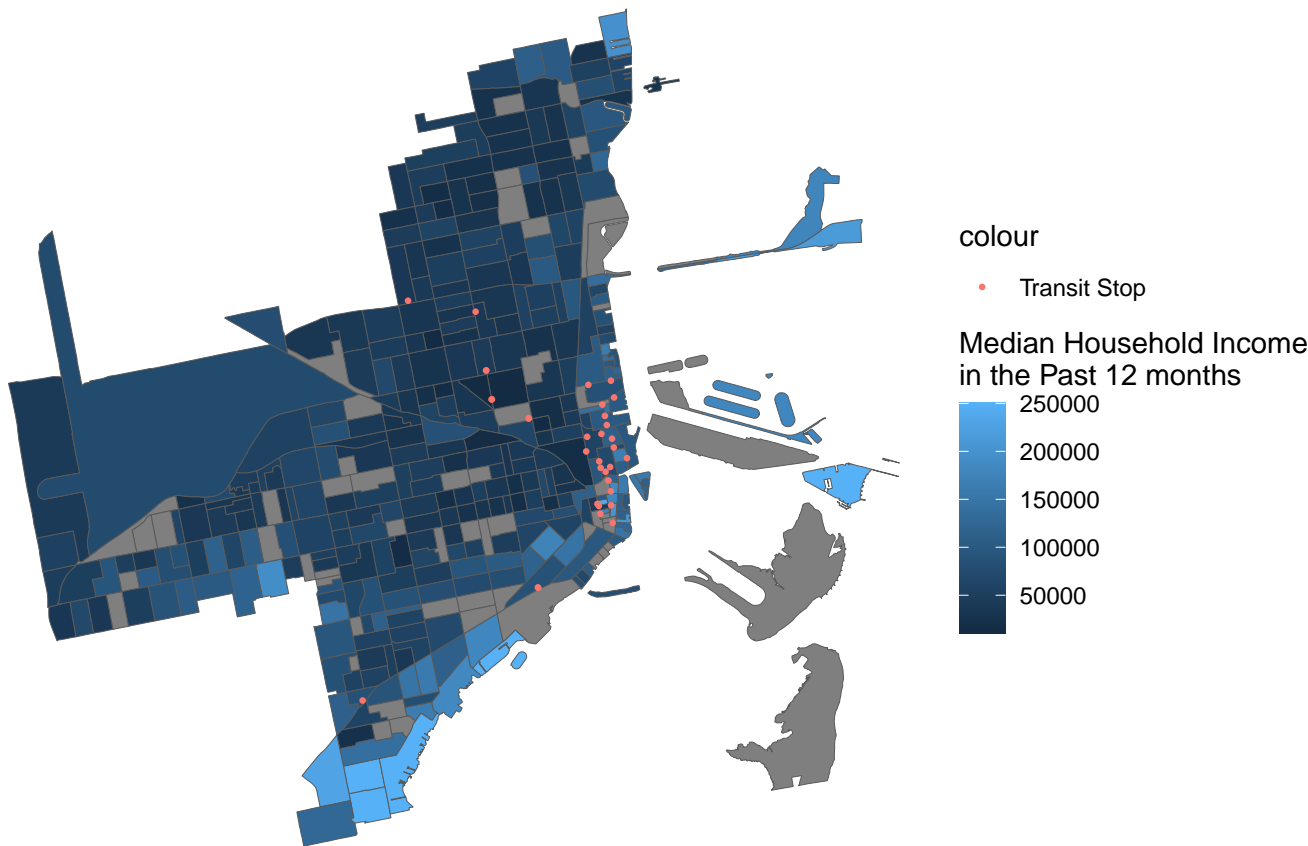 colour
Transit Stop
Median Household Income
in the Past 12 months
250000
200000
150000
100000
50000